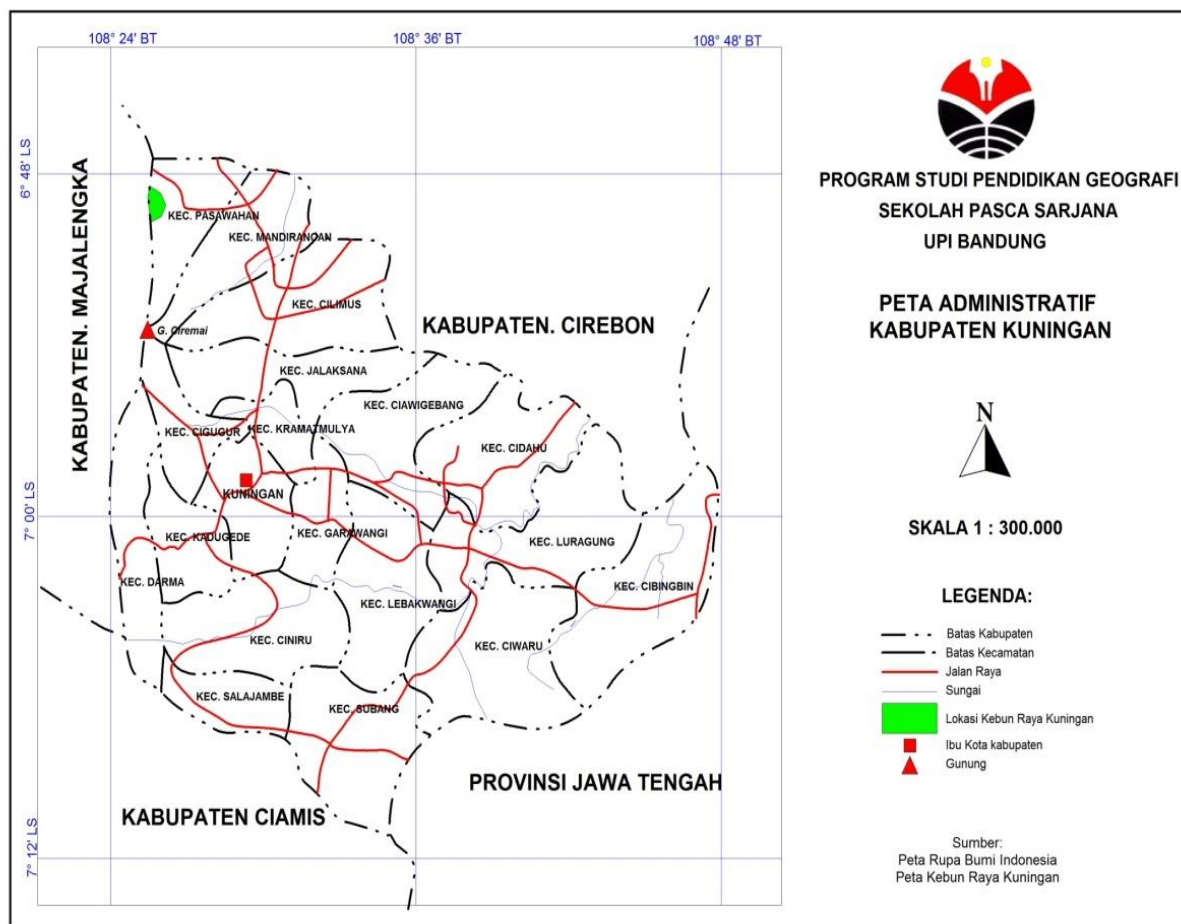 108° 24' BT
108° 36' BT
108° 48' BT
6° 48' LS
7° 00' LS
7° 12' LS
KABUPATEN. MAJALENGKA
KEC. PASAWAHAN
KEC. MANDIRANCAN
KEC. CILIMUS
G. Ciremai
KABUPATEN. CIREBON
KEC. JALAKSANA
KEC. CIAWIGEBANG
KEC. CIGUGUR
KEC. KRAMATMULYA
KEC. CIDAHU
KUNINGAN
KEC. KADUGEDE
KEC. GARAWANGI
KEC. LURAGUNG
KEC. DARMA
KEC. CIBINGBIN
KEC. LEBAKWANGI
KEC. CINIRU
KEC. CIWARU
KEC. SALAJAMBE
KEC. SUBANG
PROVINSI JAWA TENGAH
KABUPATEN CIAMIS
PROGRAM STUDI PENDIDIKAN GEOGRAFI
SEKOLAH PASCA SARJANA
UPI BANDUNG
PETA ADMINISTRATIF
KABUPATEN KUNINGAN
N
SKALA 1 : 300.000
LEGENDA:
Batas Kabupaten
Batas Kecamatan
Jalan Raya
Sungai
Lokasi Kebun Raya Kuningan
Ibu Kota kabupaten
Gunung
Sumber:
Peta Rupa Bumi Indonesia
Peta Kebun Raya Kuningan